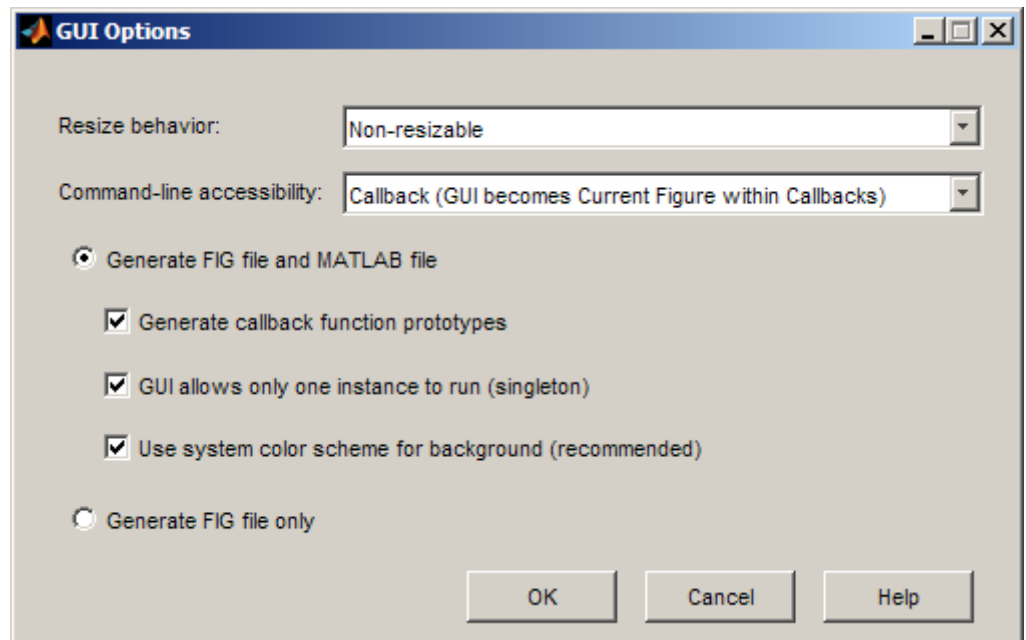 GUI Options
Resize behavior: Non-resizable
Command-line accessibility: Callback (GUI becomes Current Figure within Callbacks)
Generate FIG file and MATLAB file
Generate callback function prototypes
GUI allows only one instance to run (singleton)
Use system color scheme for background (recommended)
Generate FIG file only
OK Cancel Help